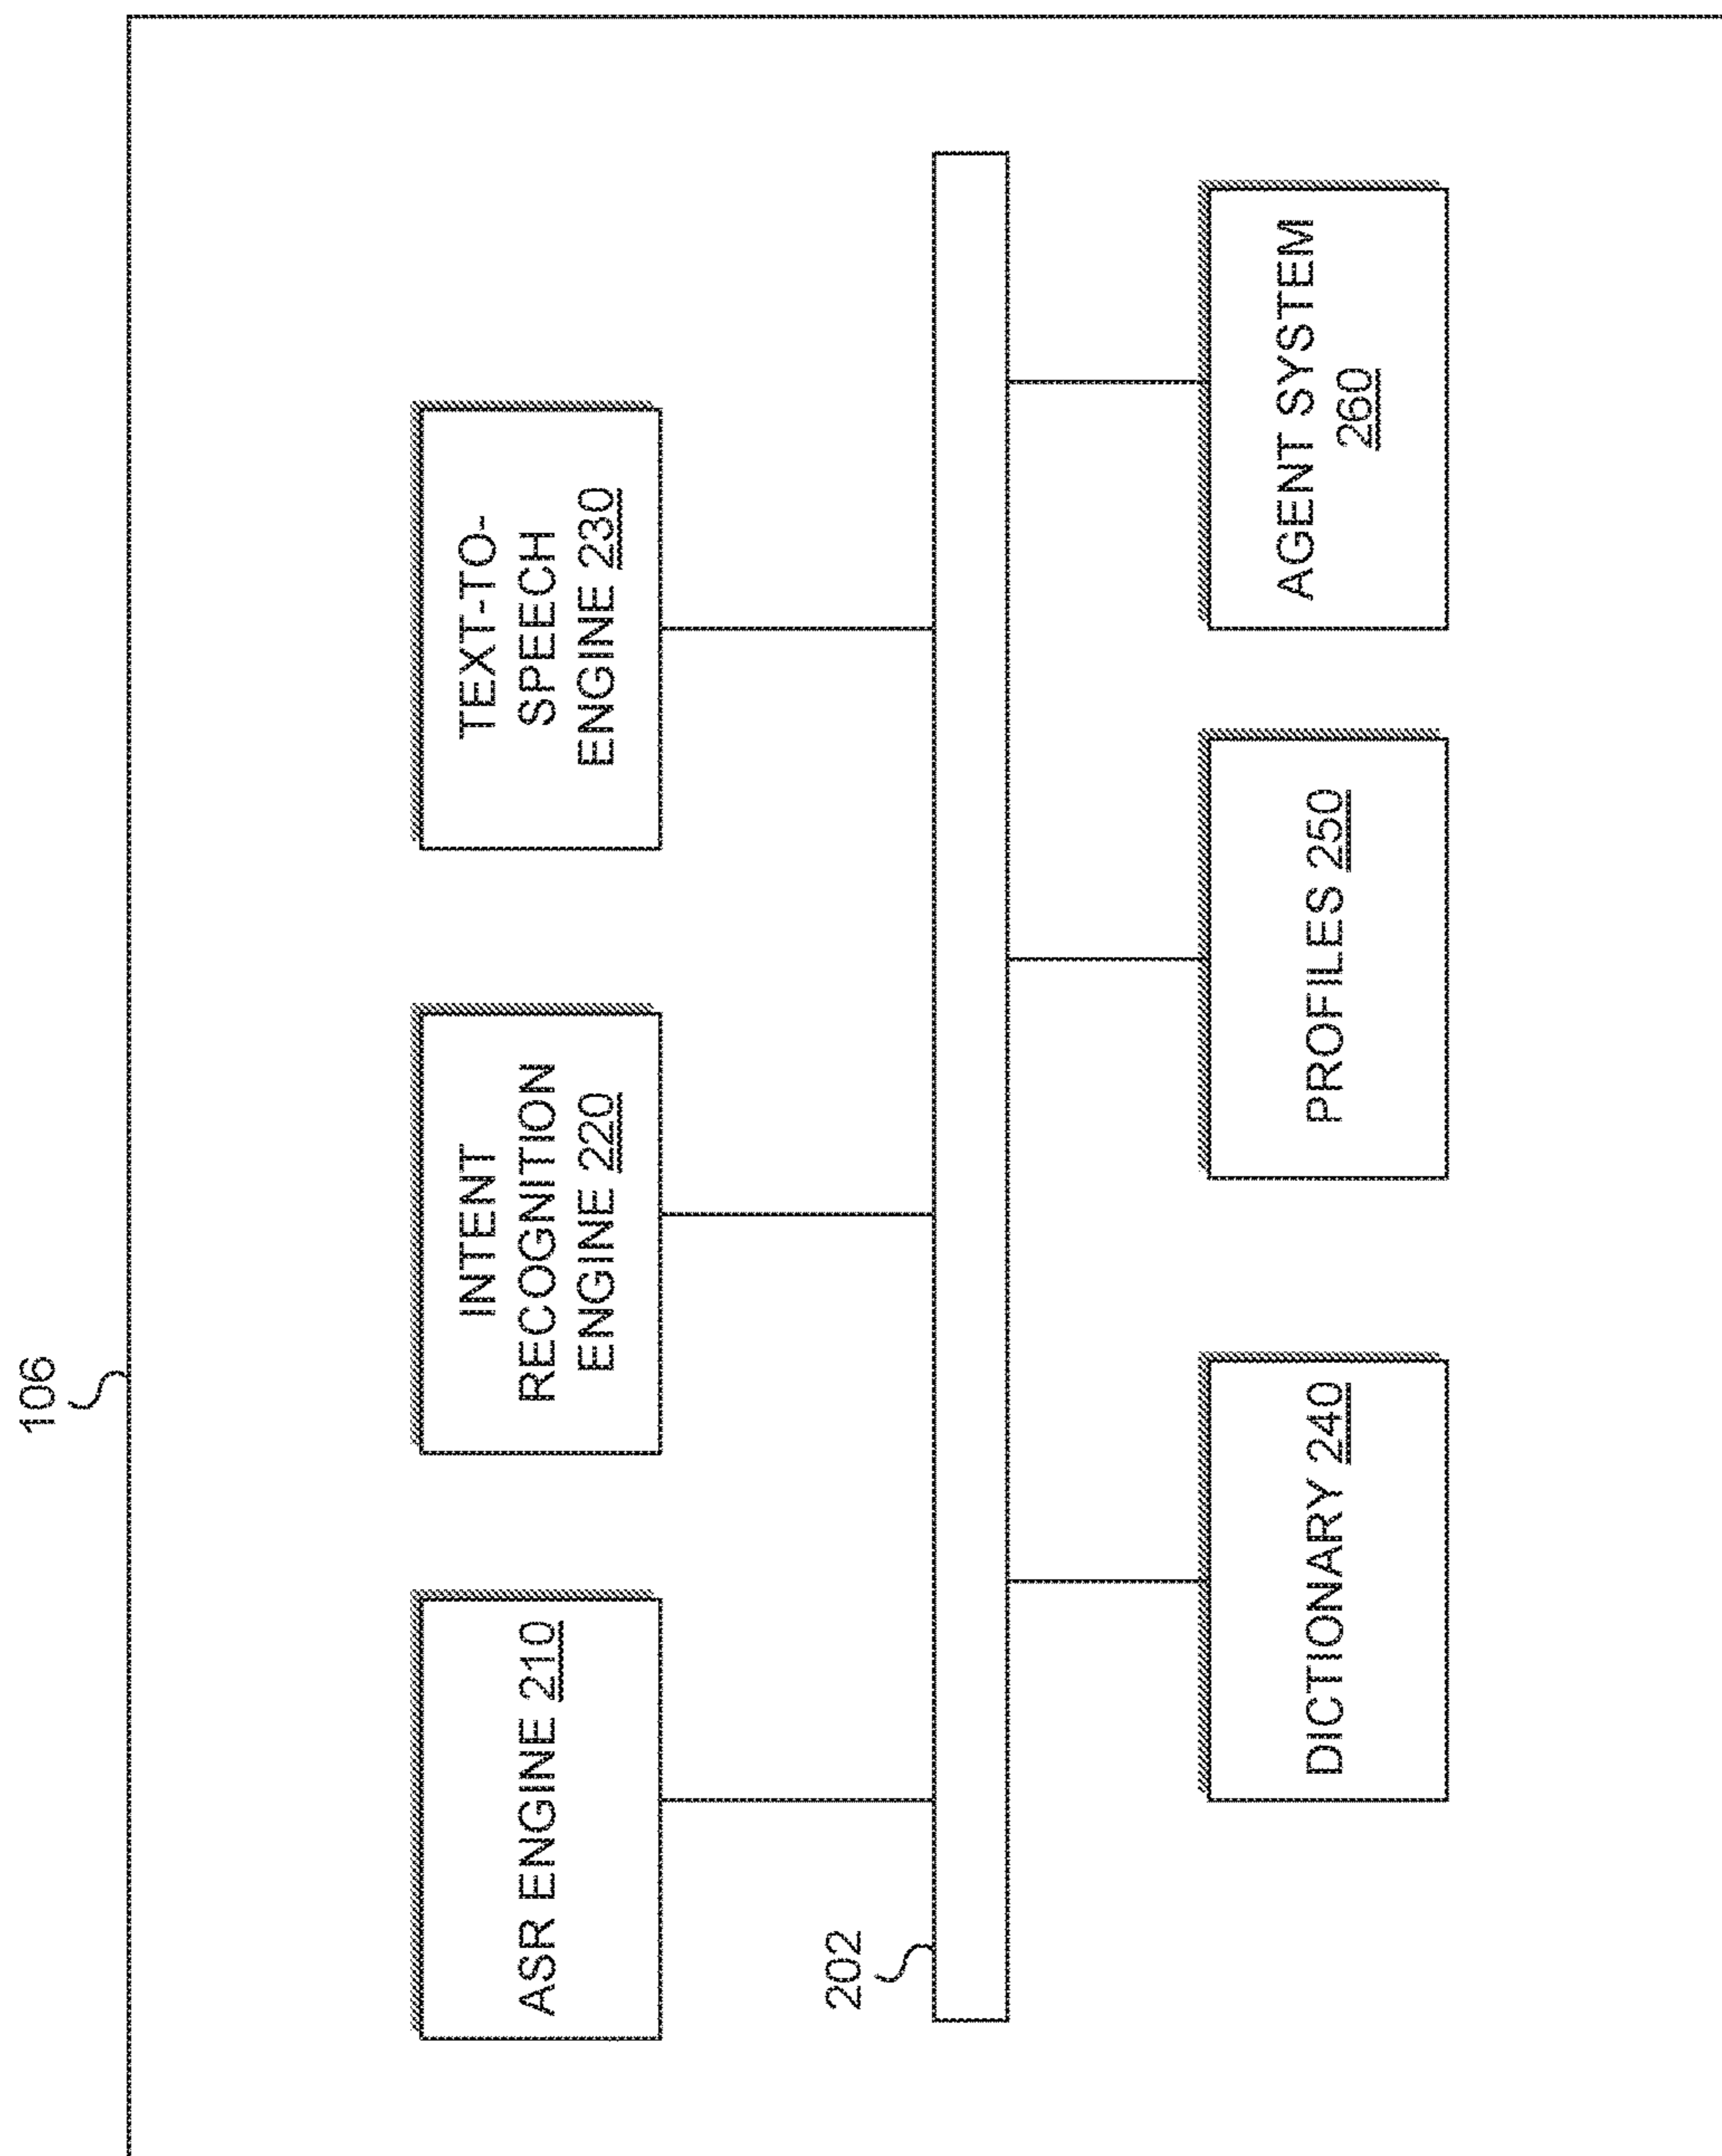 106
ASR ENGINE 210
INTENT
RECOGNITION
ENGINE 220
TEXT-TO-
SPEECH
ENGINE 230
202
DICTIONARY 240
PROFILES 250
AGENT SYSTEM
260